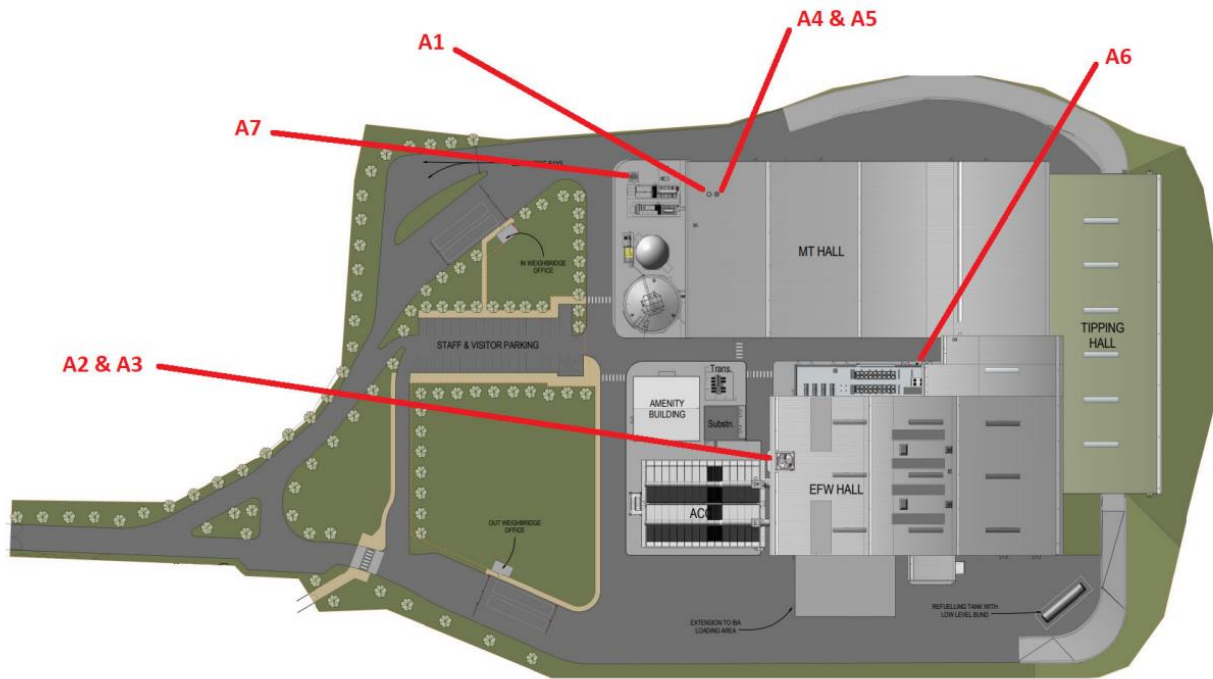 A4 & A5
A1
A6
A7
IN WEIGHBRIDGE
OFFICE
MT HALL
TIPPING
HALL
STAFF & VISITOR PARKING
A2 & A3
Trans.
AMENITY
BUILDING
Substn.
EFW HALL
OUT WEIGHBRIDGE
OFFICE
REFUELLING TANK WITH
LOW LEVEL BUND
EXTENSION TO IBA
LOADING AREA